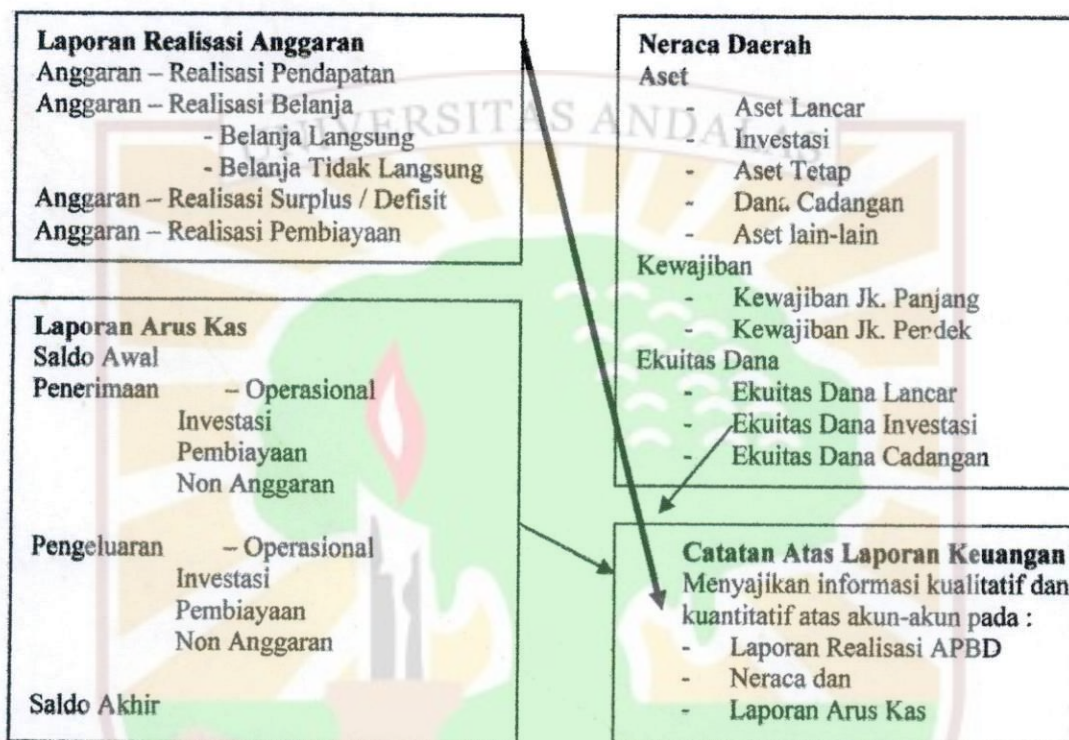 Laporan Realisasi Anggaran
Anggaran – Realisasi Pendapatan
Anggaran – Realisasi Belanja
- Belanja Langsung
- Belanja Tidak Langsung
Anggaran – Realisasi Surplus / Defisit
Anggaran – Realisasi Pembiayaan
Laporan Arus Kas
Saldo Awal
Penerimaan – Operasional
Investasi
Pembiayaan
Non Anggaran
Pengeluaran – Operasional
Investasi
Pembiayaan
Non Anggaran
Saldo Akhir
Neraca Daerah
Aset
- Aset Lancar
- Investasi
- Aset Tetap
- Dana Cadangan
- Aset lain-lain
Kewajiban
- Kewajiban Jk. Panjang
- Kewajiban Jk. Pendek
Ekuitas Dana
- Ekuitas Dana Lancar
- Ekuitas Dana Investasi
- Ekuitas Dana Cadangan
Catatan Atas Laporan Keuangan
Menyajikan informasi kualitatif dan
kuantitatif atas akun-akun pada :
- Laporan Realisasi APBD
- Neraca dan
- Laporan Arus Kas
UNIVERSITAS ANDALAS